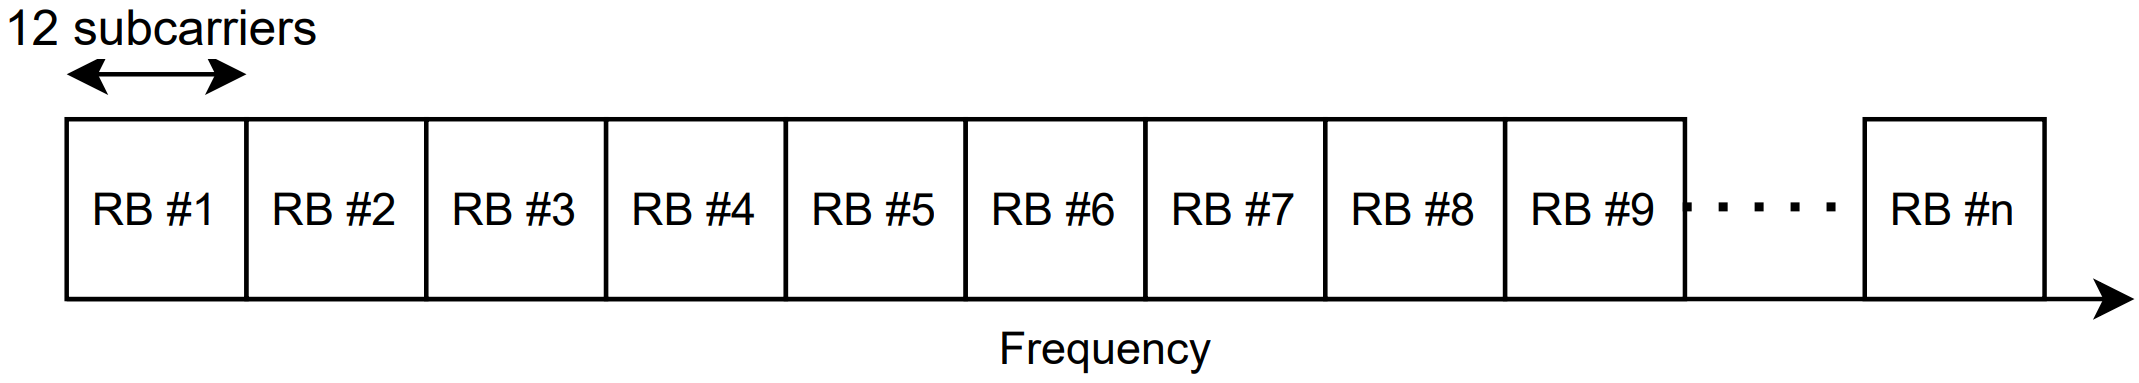 12 subcarriers
RB #1 RB #2 RB #3 RB #4 RB #5 RB #6 RB #7 RB #8 RB #9 ..... RB #n
Frequency